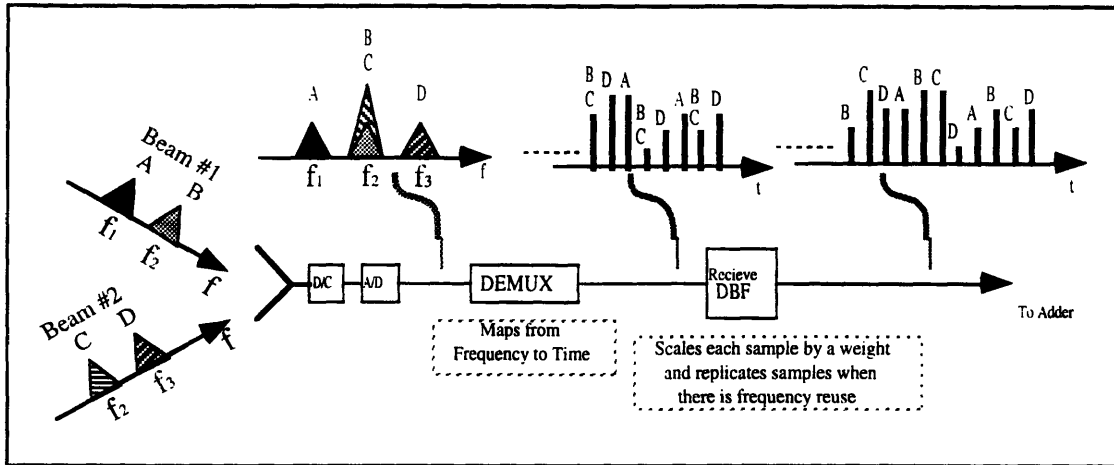 B
C
A
D
f1
f2
f3
f
B
C
D
A
B
C
D
A
B
C
D
t
B
C
D
A
B
C
D
A
B
C
D
t
Beam #1
A
B
f1
f2
f
Beam #2
C
D
f2
f3
f
D/C
A/D
DEMUX
Recieve
DBF
To Adder
Maps from
Frequency to Time
Scales each sample by a weight
and replicates samples when
there is frequency reuse